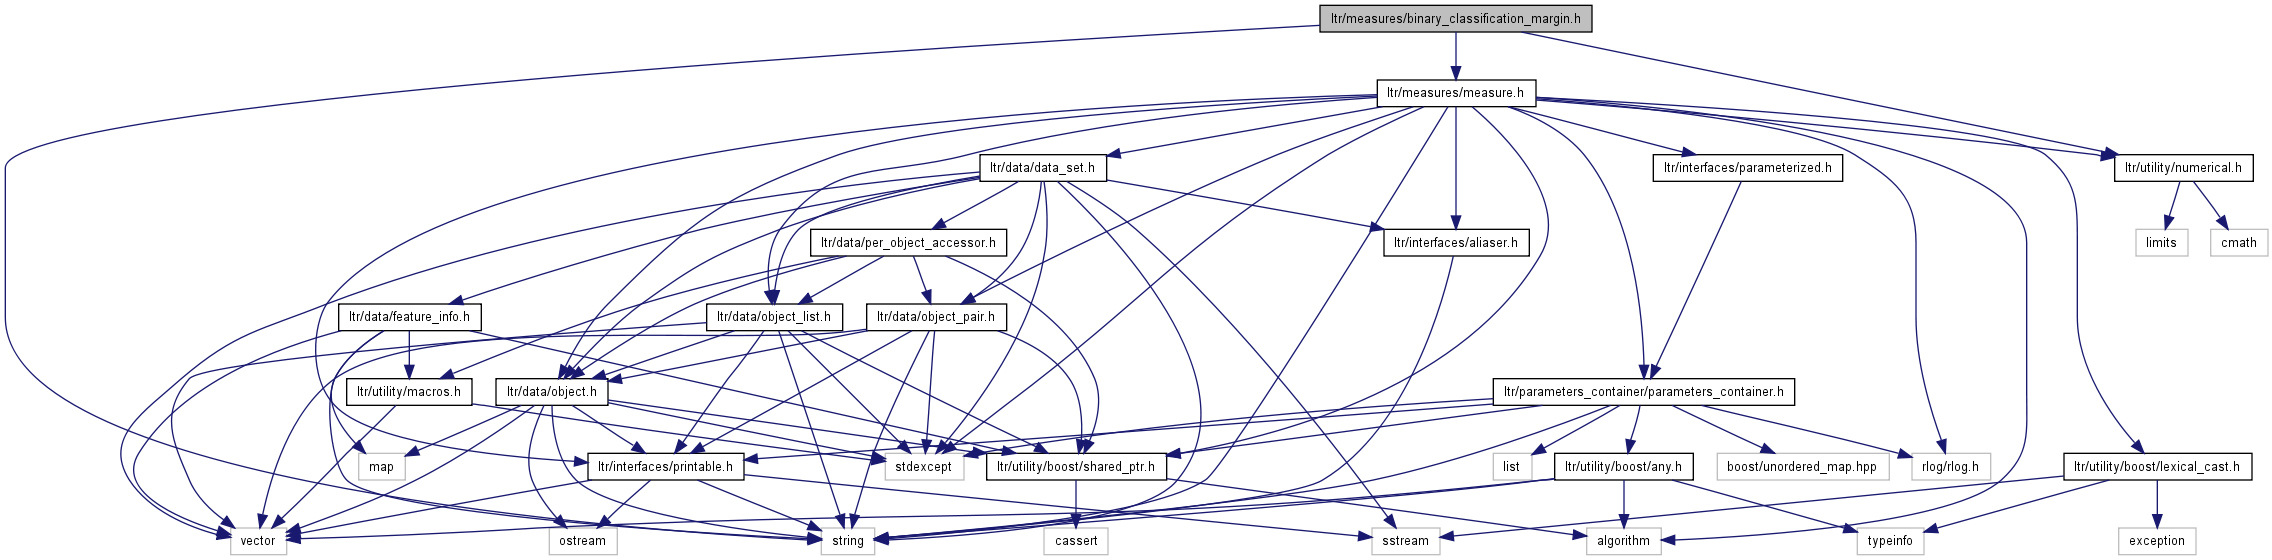 ltr/measures/binary_classification_margin.h
ltr/measures/measure.h
ltr/data/data_set.h
ltr/interfaces/parameterized.h
ltr/utility/numerical.h
ltr/data/per_object_accessor.h
ltr/interfaces/aliaser.h
limits
cmath
ltr/data/feature_info.h
ltr/data/object_list.h
ltr/data/object_pair.h
ltr/utility/macros.h
ltr/data/object.h
ltr/parameters_container/parameters_container.h
map
ltr/interfaces/printable.h
stdexcept
ltr/utility/boost/shared_ptr.h
list
ltr/utility/boost/any.h
boost/unordered_map.hpp
rlog/rlog.h
ltr/utility/boost/lexical_cast.h
vector
ostream
string
cassert
sstream
algorithm
typeinfo
exception